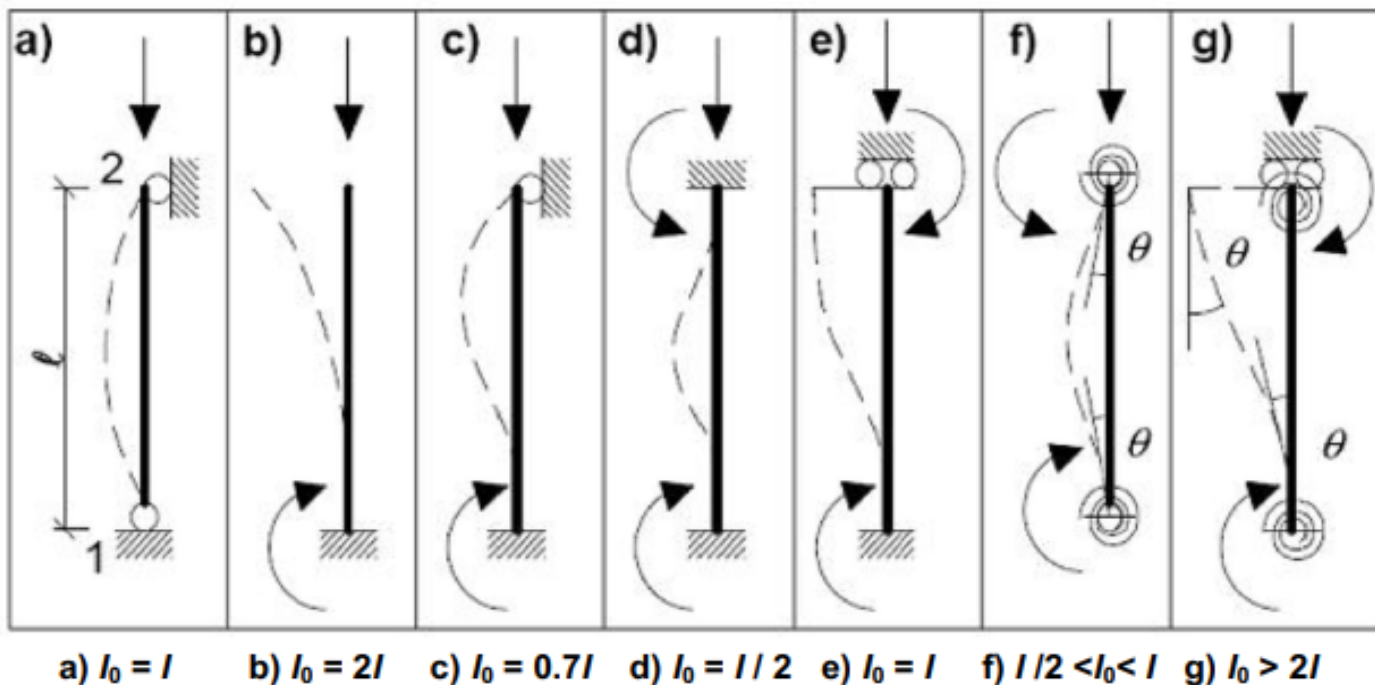 a) b) c) d) e) f) g)
2
θ θ
ℓ
θ θ
1
a) l₀ = l b) l₀ = 2l c) l₀ = 0.7l d) l₀ = l / 2 e) l₀ = l f) l /2 <l₀< l g) l₀ > 2l